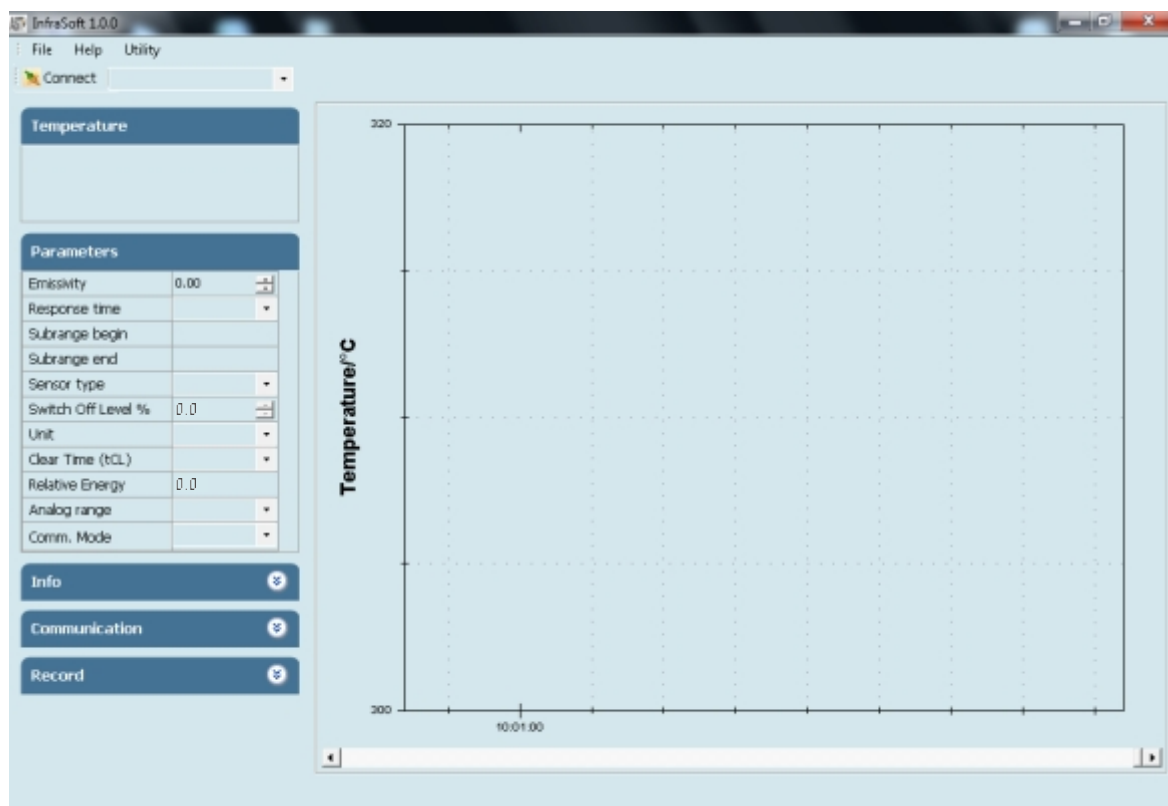 InfraSoft 1.0.0
File Help Utility
Connect
Temperature
Parameters
Emissivity 0.00
Response time
Subrange begin
Subrange end
Sensor type
Switch Off Level % 0.0
Unit
Clear Time (tCL)
Relative Energy 0.0
Analog range
Comm. Mode
Info
Communication
Record
320
Temperature/°C
300
10:01:00